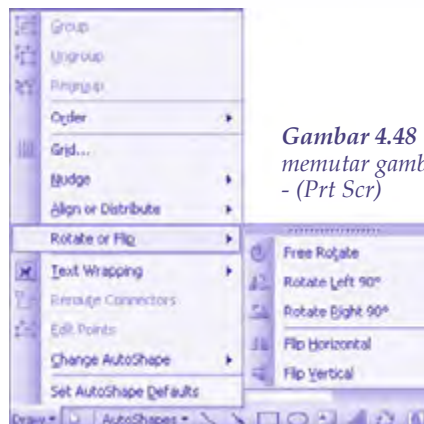 Group
Ungroup
Regroup
Order
Grid...
Nudge
Align or Distribute
Rotate or Flip
Text Wrapping
Reroute Connectors
Edit Points
Change AutoShape
Set AutoShape Defaults
Draw
AutoShapes
Gambar 4.48
memutar gamb
- (Prt Scr)
Free Rotate
Rotate Left 90°
Rotate Right 90°
Flip Horizontal
Flip Vertical